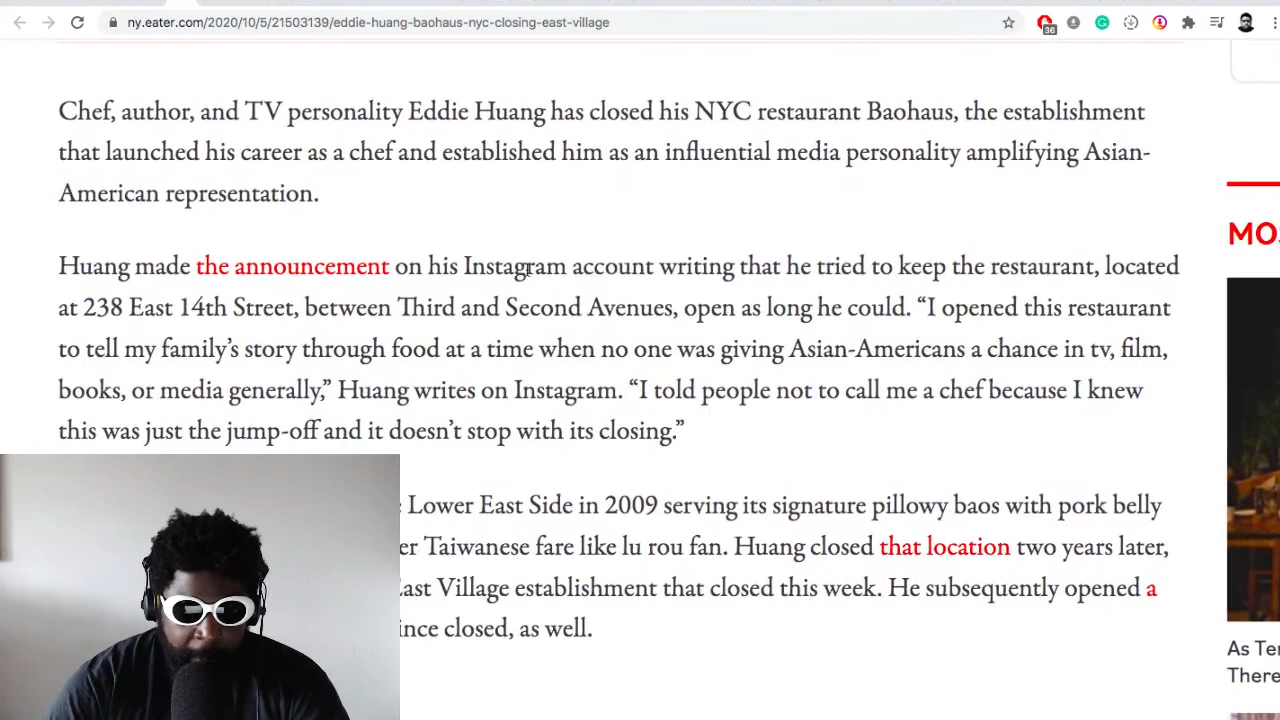 ny.eater.com/2020/10/5/21503139/eddie-huang-baohaus-nyc-closing-east-village
36
Chef, author, and TV personality Eddie Huang has closed his NYC restaurant Baohaus, the establishment
that launched his career as a chef and established him as an influential media personality amplifying Asian-
American representation.
MO
Huang made the announcement on his Instagram account writing that he tried to keep the restaurant, located
at 238 East 14th Street, between Third and Second Avenues, open as long he could. “I opened this restaurant
to tell my family’s story through food at a time when no one was giving Asian-Americans a chance in tv, film,
books, or media generally,” Huang writes on Instagram. “I told people not to call me a chef because I knew
this was just the jump-off and it doesn’t stop with its closing.”
Lower East Side in 2009 serving its signature pillowy baos with pork belly
er Taiwanese fare like lu rou fan. Huang closed that location two years later,
East Village establishment that closed this week. He subsequently opened a
ince closed, as well.
As Te
There